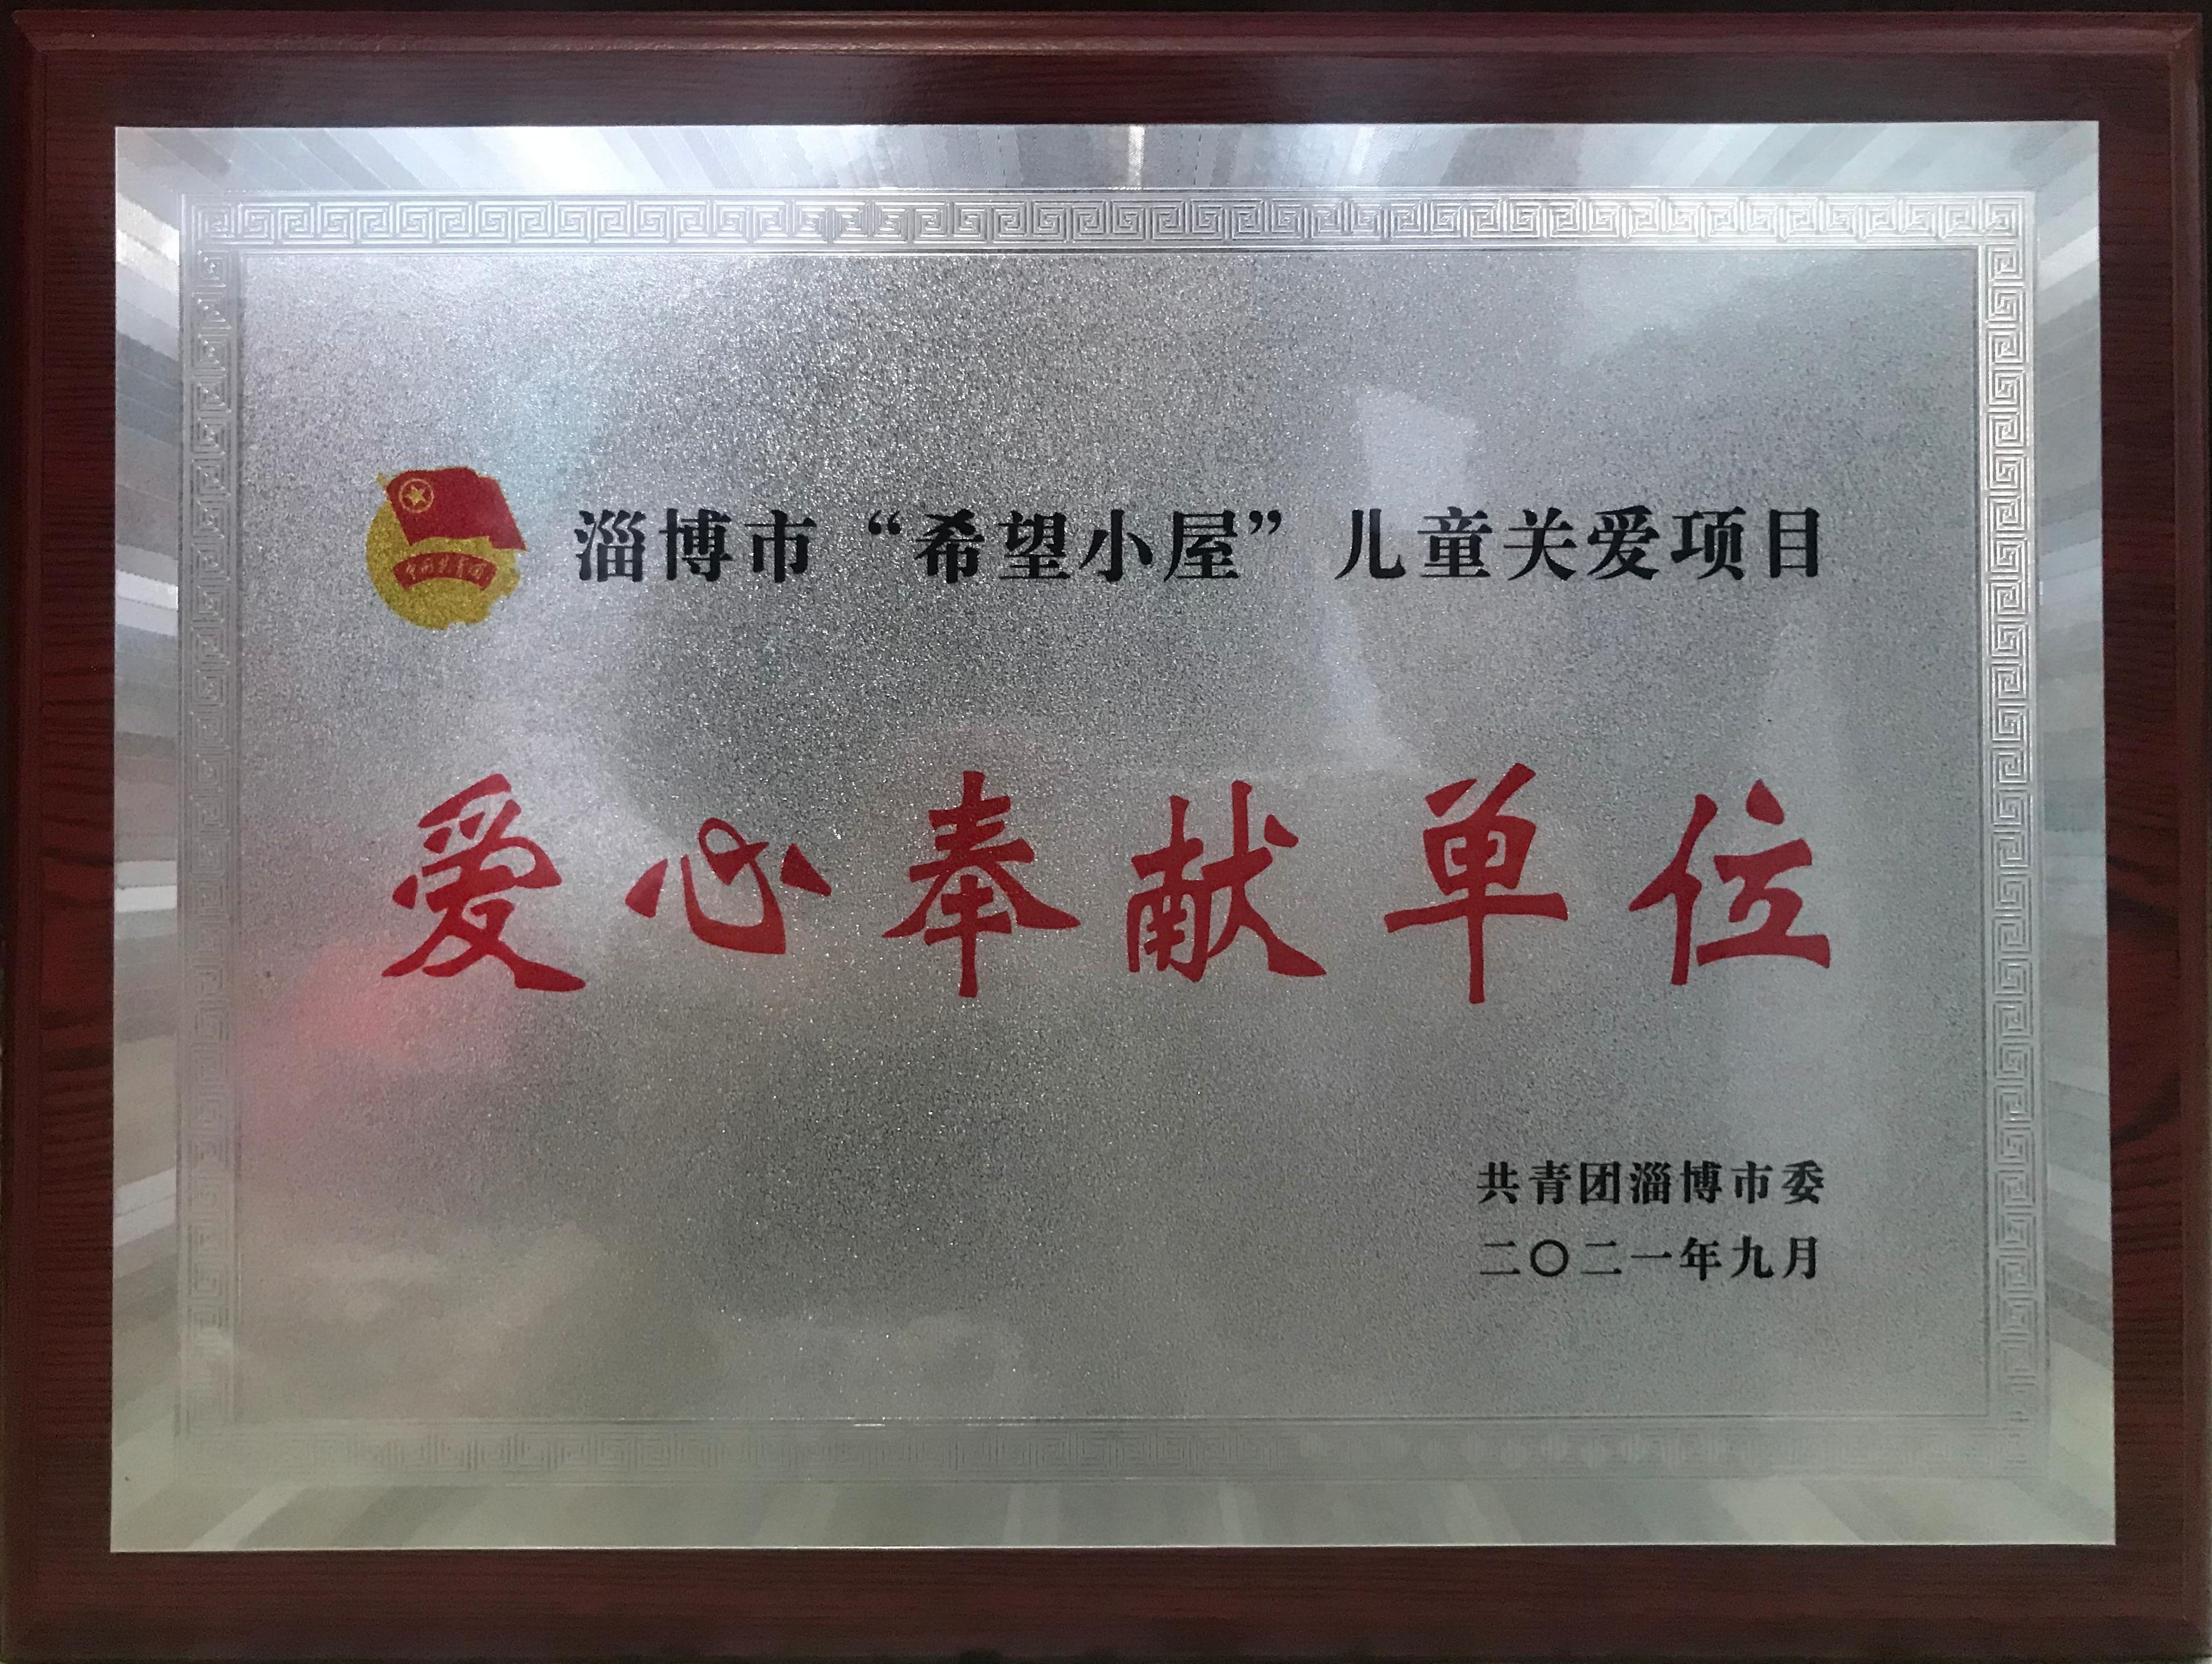 淄博市“希望小屋”儿童关爱项目
爱心奉献单位
共青团淄博市委
二〇二一年九月